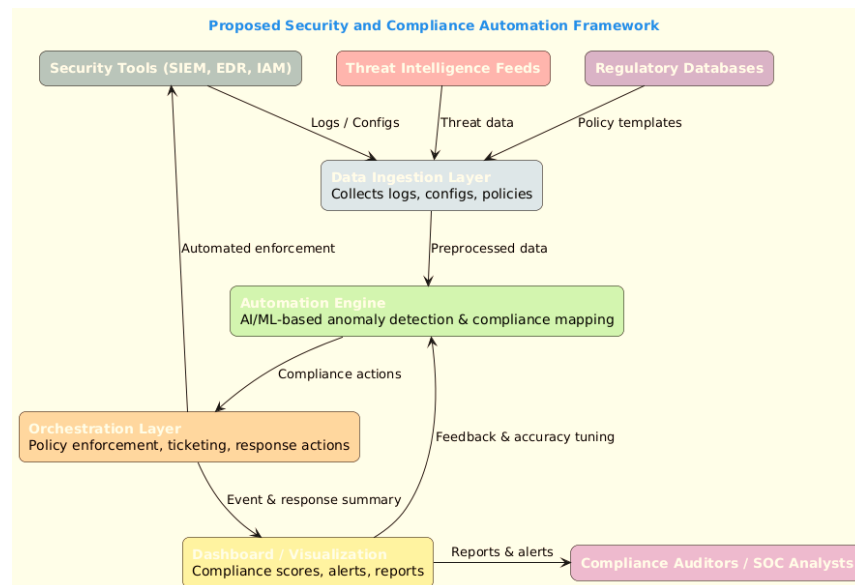 Proposed Security and Compliance Automation Framework
Security Tools (SIEM, EDR, IAM)
Threat Intelligence Feeds
Regulatory Databases
Logs / Configs
Threat data
Policy templates
Data Ingestion Layer
Collects logs, configs, policies
Automated enforcement
Preprocessed data
Automation Engine
AI/ML-based anomaly detection & compliance mapping
Compliance actions
Orchestration Layer
Policy enforcement, ticketing, response actions
Feedback & accuracy tuning
Event & response summary
Dashboard / Visualization
Compliance scores, alerts, reports
Reports & alerts
Compliance Auditors / SOC Analysts